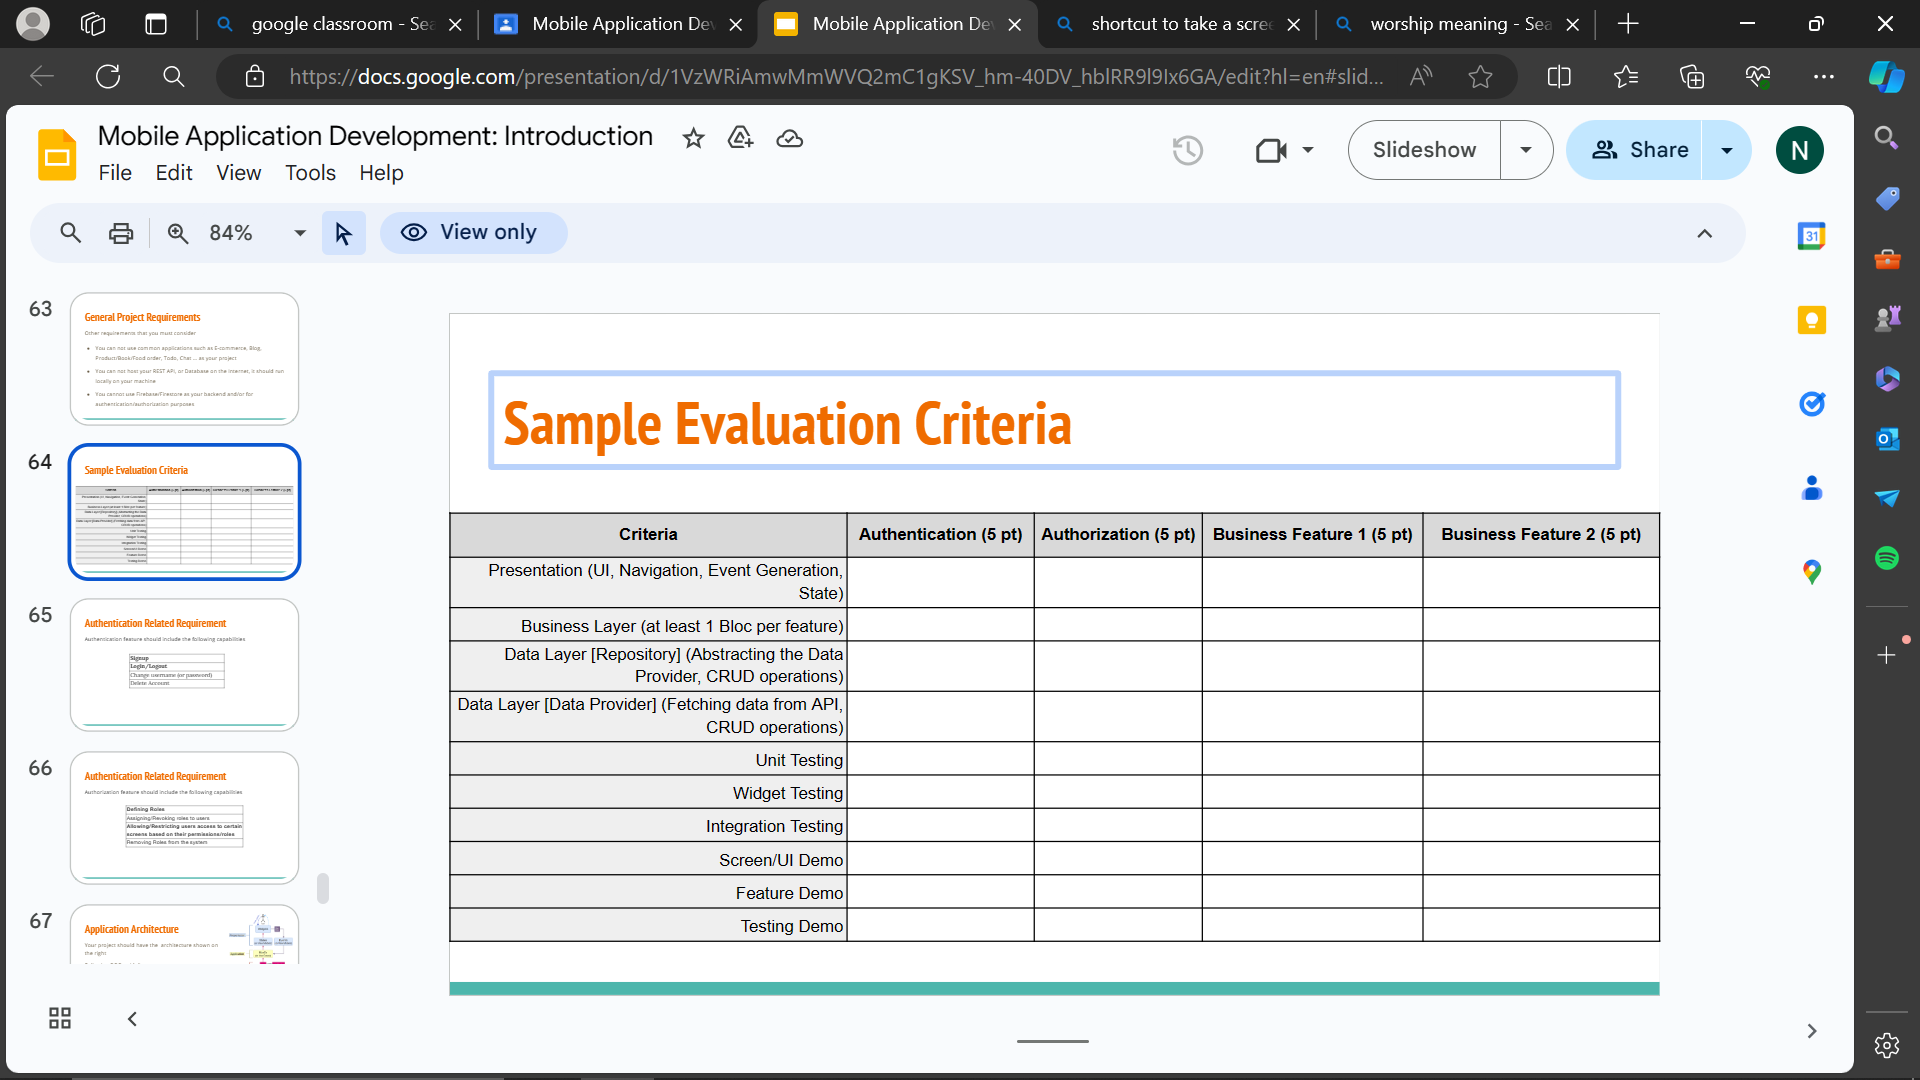 google classroom - Sea
Mobile Application Dev
Mobile Application Dev
shortcut to take a scree
worship meaning - Sea
https://docs.google.com/presentation/d/1VzWRiAmwMmWVQ2mC1gKSV_hm-40DV_hblRR9l9Ix6GA/edit?hl=en#slid...
Mobile Application Development: Introduction
File Edit View Tools Help
Slideshow
Share
N
84%
View only
31
63
General Project Requirements
Other requirements that you must consider
You can not use common applications such as E-commerce, Blog,
Product/Book/Food order, Todo, Chat ... as your project
You can not host your REST API, or Database on the internet, it should run
locally on your machine
You cannot use Firebase/Firestore as your backend and/or for
authentication/authorization purposes
64
Sample Evaluation Criteria
65
Authentication Related Requirement
Authentication feature should include the following capabilities
Signup
Login/Logout
Change username (or password)
Delete Account
66
Authentication Related Requirement
Authorization feature should include the following capabilities
Defining Roles
Assigning/Revoking roles to users
Allowing/Restricting users access to certain
screens based on their permissions/roles
Removing Roles from the system
67
Application Architecture
Your project should have the architecture shown on
the right
Sample Evaluation Criteria
Criteria Authentication (5 pt) Authorization (5 pt) Business Feature 1 (5 pt) Business Feature 2 (5 pt)
Presentation (UI, Navigation, Event Generation,
State)
Business Layer (at least 1 Bloc per feature)
Data Layer [Repository] (Abstracting the Data
Provider, CRUD operations)
Data Layer [Data Provider] (Fetching data from API,
CRUD operations)
Unit Testing
Widget Testing
Integration Testing
Screen/UI Demo
Feature Demo
Testing Demo